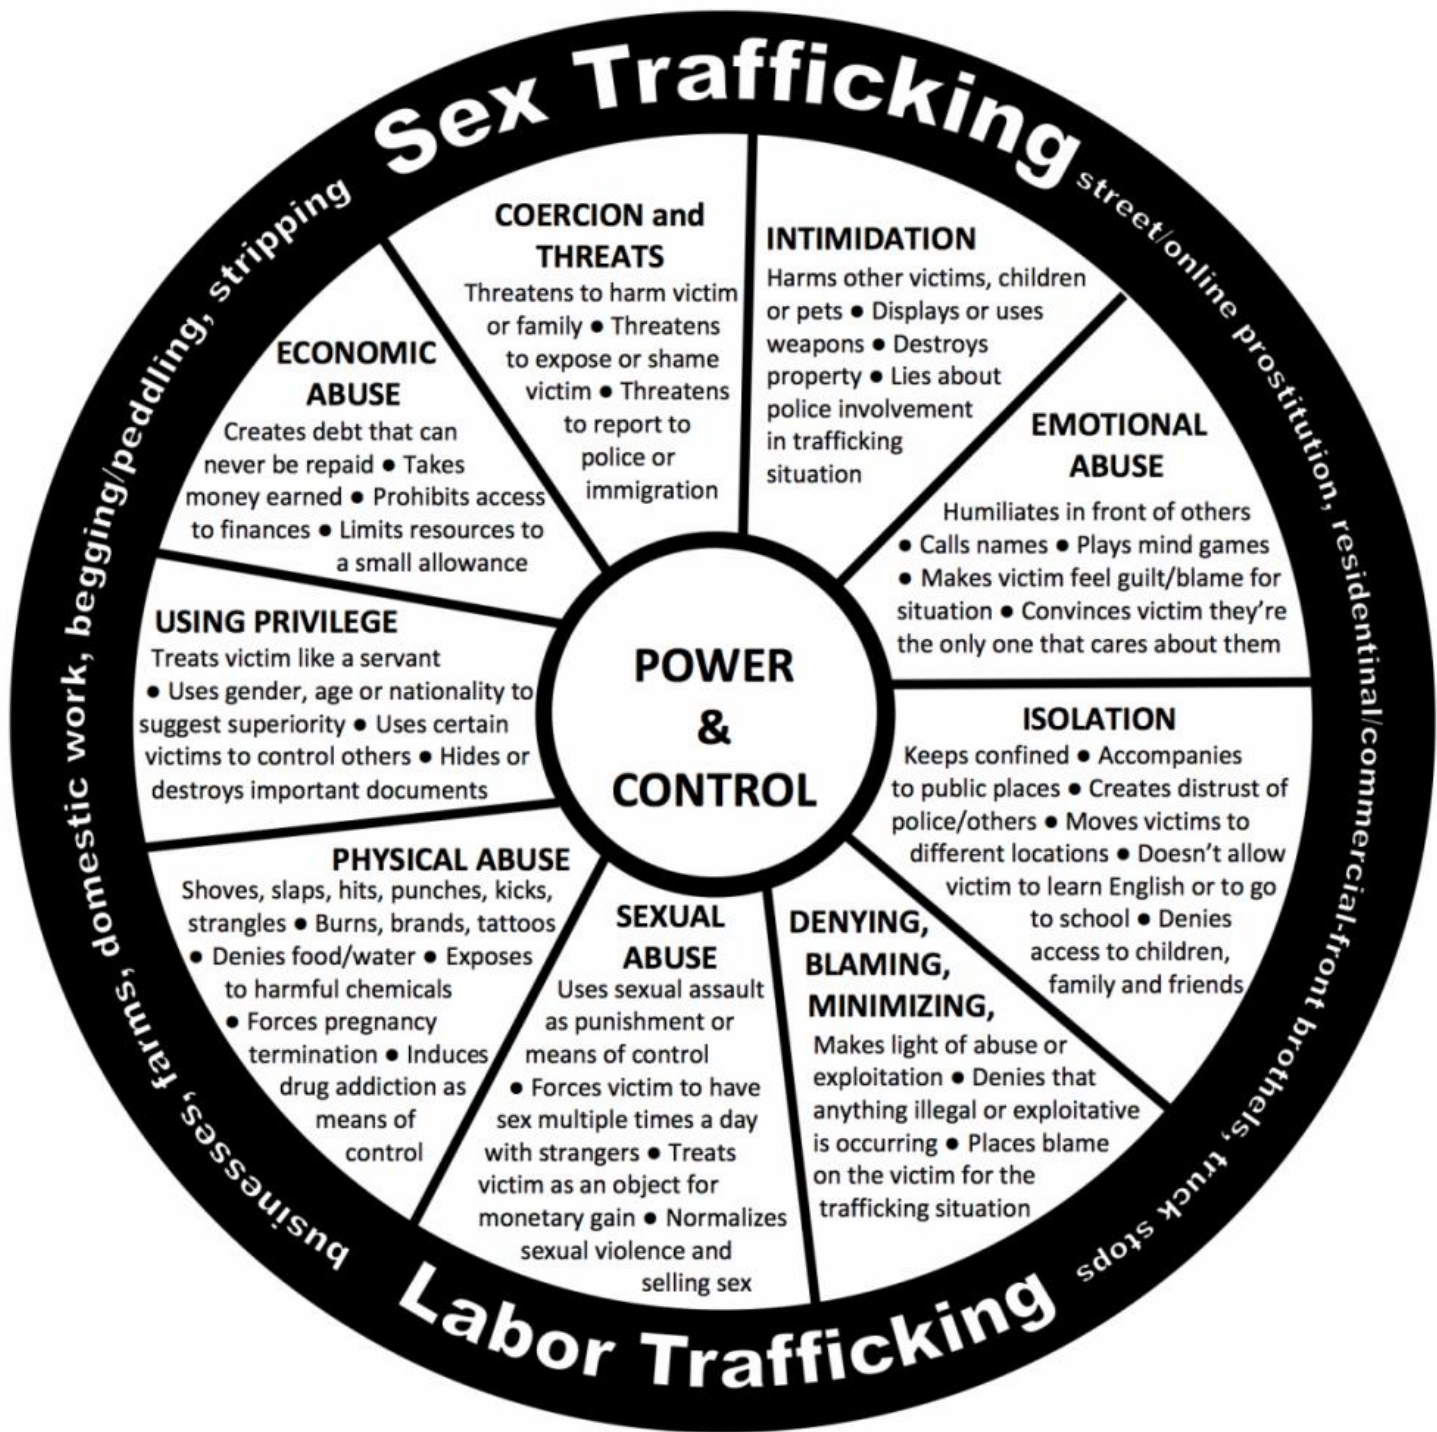 Sex Trafficking
street/online prostitution, residentinal/commercial-front brothels, truck stops
Labor Trafficking
businesses, farms, domestic work, begging/peddling, stripping
POWER
&
CONTROL
COERCION and
THREATS
Threatens to harm victim
or family ● Threatens
to expose or shame
victim ● Threatens
to report to
police or
immigration
INTIMIDATION
Harms other victims, children
or pets ● Displays or uses
weapons ● Destroys
property ● Lies about
police involvement
in trafficking
situation
EMOTIONAL
ABUSE
Humiliates in front of others
● Calls names ● Plays mind games
● Makes victim feel guilt/blame for
situation ● Convinces victim they're
the only one that cares about them
ISOLATION
Keeps confined ● Accompanies
to public places ● Creates distrust of
police/others ● Moves victims to
different locations ● Doesn't allow
victim to learn English or to go
to school ● Denies
access to children,
family and friends
DENYING,
BLAMING,
MINIMIZING,
Makes light of abuse or
exploitation ● Denies that
anything illegal or exploitative
is occurring ● Places blame
on the victim for the
trafficking situation
SEXUAL
ABUSE
Uses sexual assault
as punishment or
means of control
● Forces victim to have
sex multiple times a day
with strangers ● Treats
victim as an object for
monetary gain ● Normalizes
sexual violence and
selling sex
PHYSICAL ABUSE
Shoves, slaps, hits, punches, kicks,
strangles ● Burns, brands, tattoos
● Denies food/water ● Exposes
to harmful chemicals
● Forces pregnancy
termination ● Induces
drug addiction as
means of
control
USING PRIVILEGE
Treats victim like a servant
● Uses gender, age or nationality to
suggest superiority ● Uses certain
victims to control others ● Hides or
destroys important documents
ECONOMIC
ABUSE
Creates debt that can
never be repaid ● Takes
money earned ● Prohibits access
to finances ● Limits resources to
a small allowance